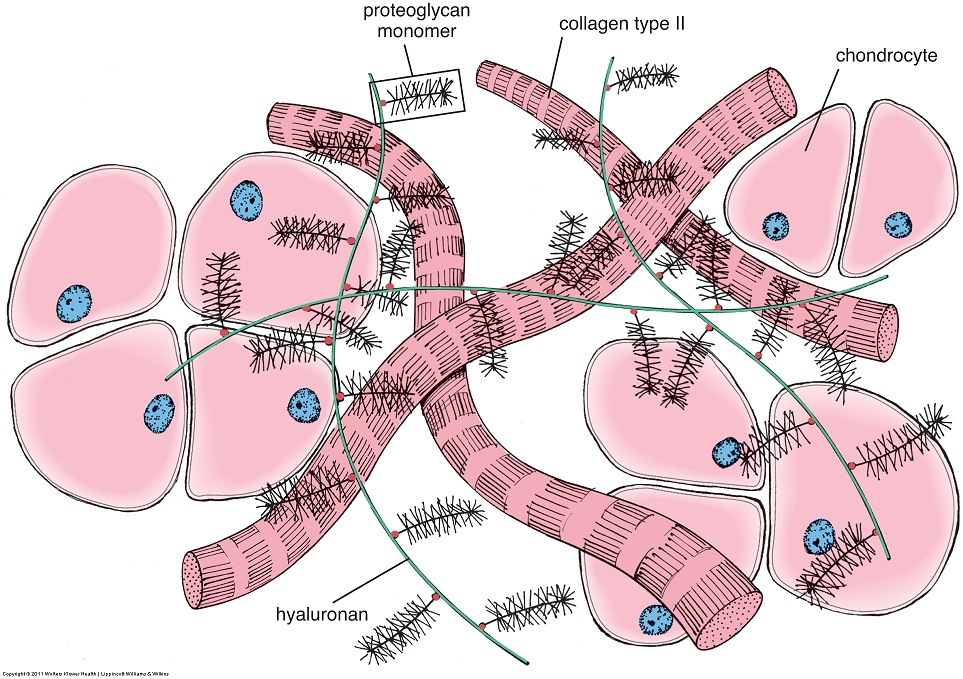 proteoglycan
monomer
collagen type II
chondrocyte
hyaluronan
Copyright © 2011 Wolters Kluwer Health | Lippincott Williams & Wilkins